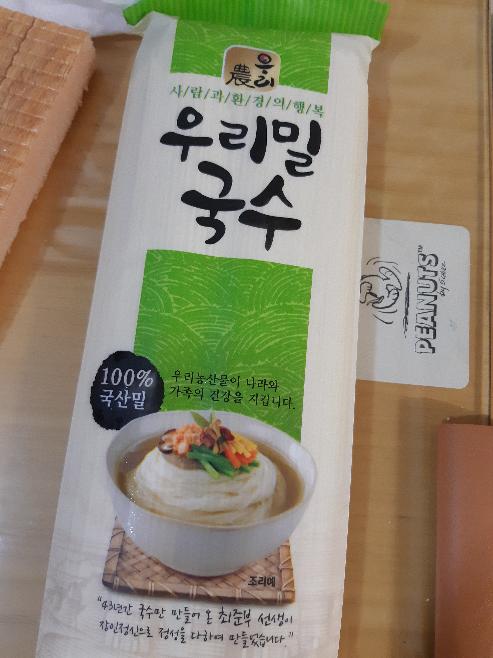 農 우리
사/람/과/환/경/의/행/복
우리밀
국수
100%
국산밀
우리농산물이 나라와
가족의 건강을 지킵니다.
조리예
"43년간 국수만 만들어 온 최준부 선생이
장인정신으로 정성을 다하여 만들었습니다."
PEANUTS™
by Schulz